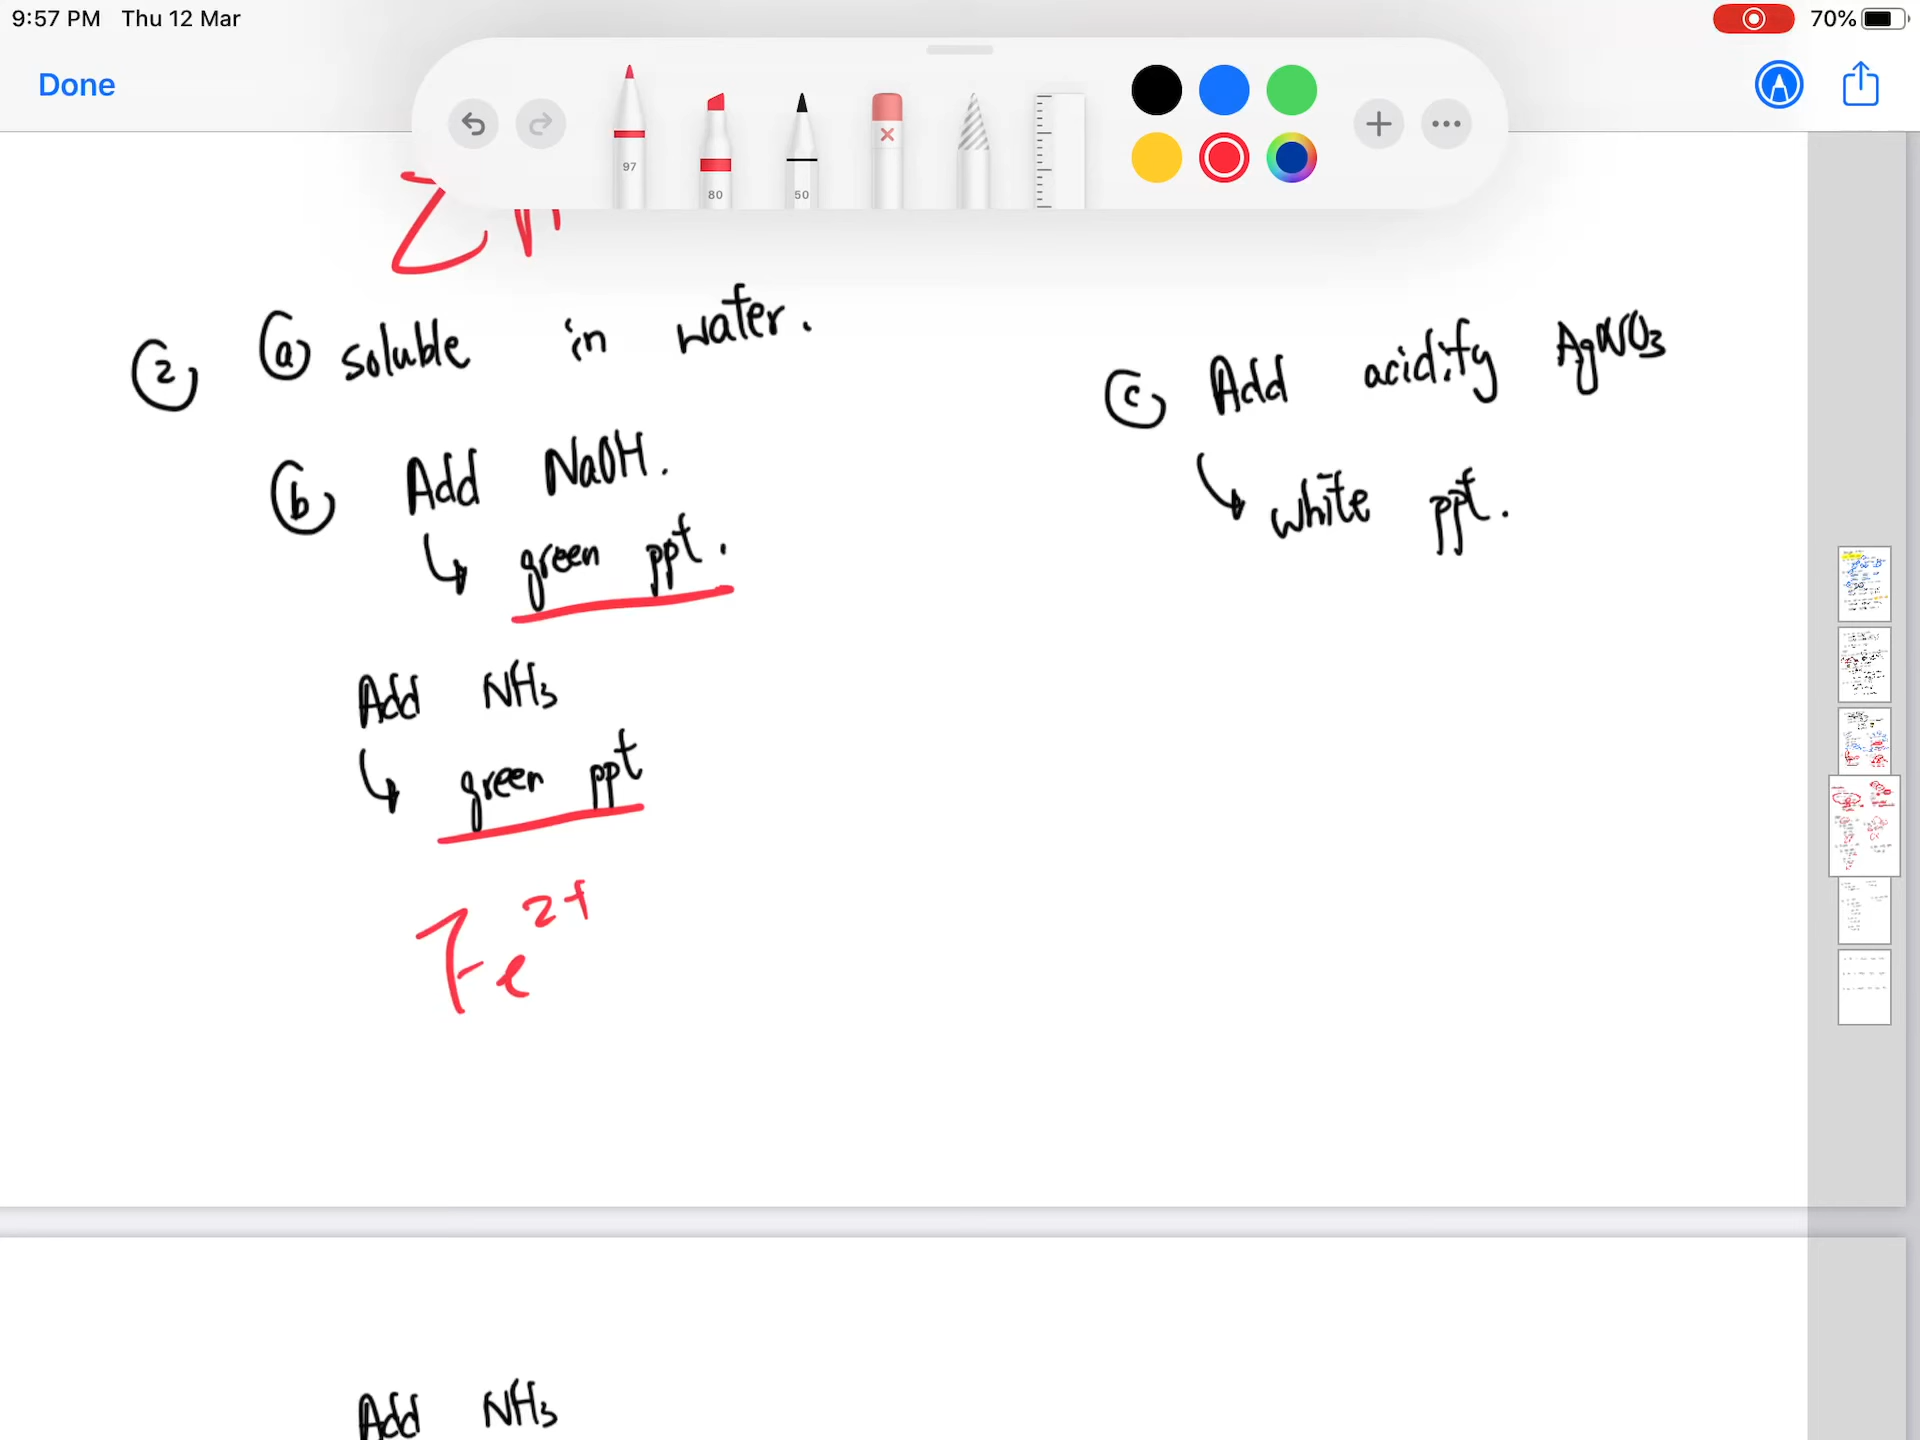 9:57 PM Thu 12 Mar
70%
Done
97
80
50
Zn
② ⓐ soluble in water.
ⓑ Add NaOH.
↳ green ppt.
Add NH3
↳ green ppt
Fe2+
ⓒ Add acidify AgNO3
↳ white ppt.
Add NH3